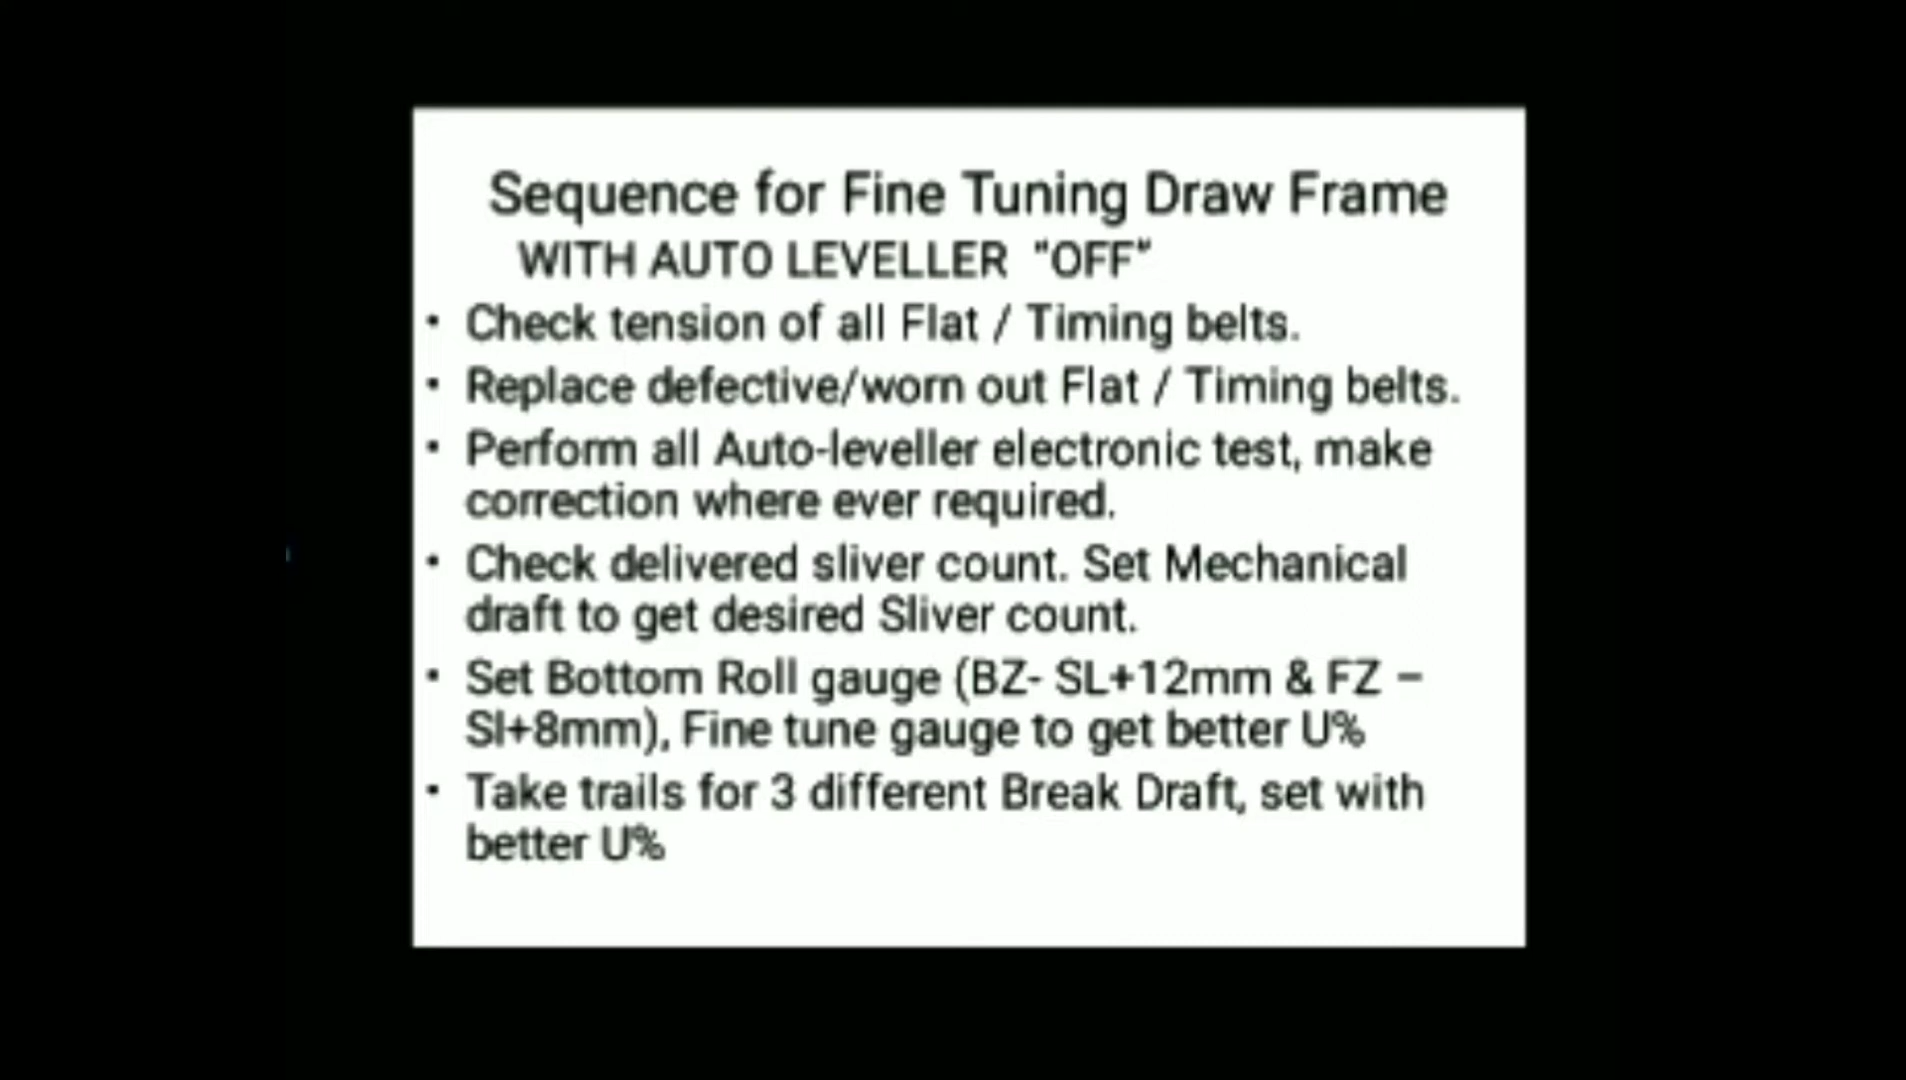 Sequence for Fine Tuning Draw Frame
WITH AUTO LEVELLER "OFF"
• Check tension of all Flat / Timing belts.
• Replace defective/worn out Flat / Timing belts.
• Perform all Auto-leveller electronic test, make
correction where ever required.
• Check delivered sliver count. Set Mechanical
draft to get desired Sliver count.
• Set Bottom Roll gauge (BZ- SL+12mm & FZ –
Sl+8mm), Fine tune gauge to get better U%
• Take trails for 3 different Break Draft, set with
better U%